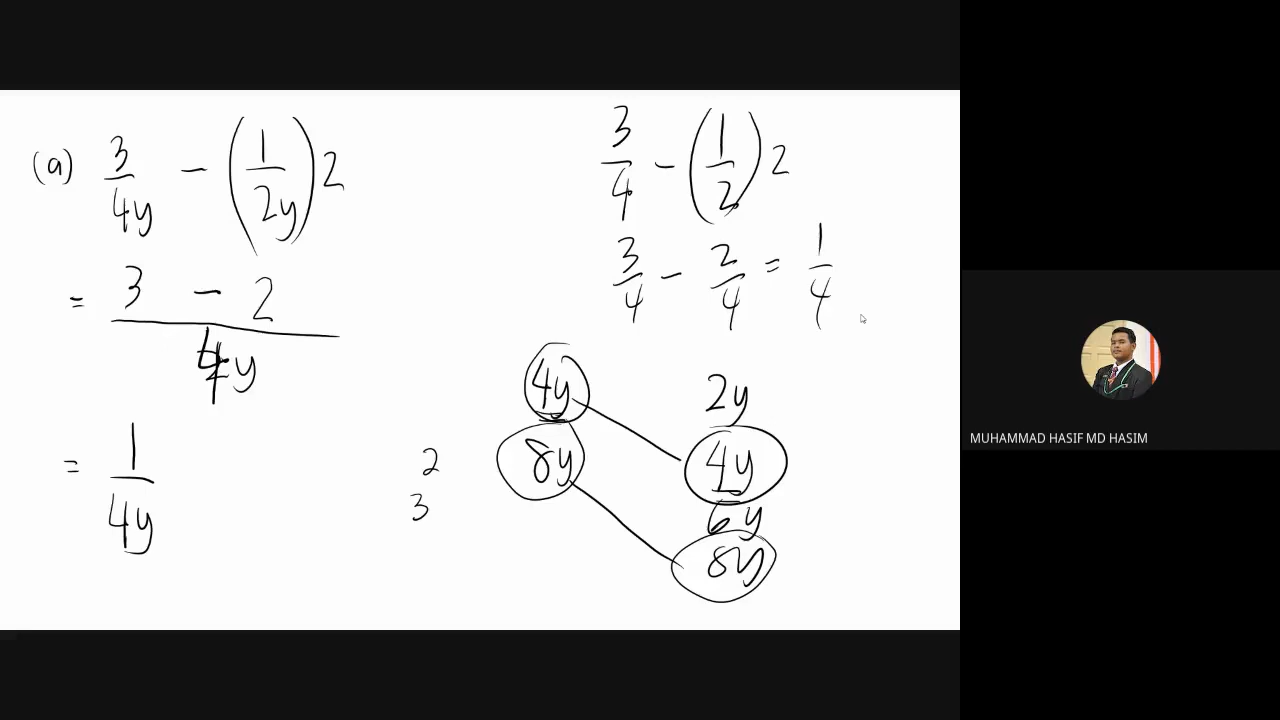 (a) 3/4y - (1/2y)2
= 3 - 2 / 4y
= 1/4y
3/4 - (1/2)2
3/4 - 2/4 = 1/4
4y 2y
8y 4y
6y
8y
2
3
MUHAMMAD HASIF MD HASIM